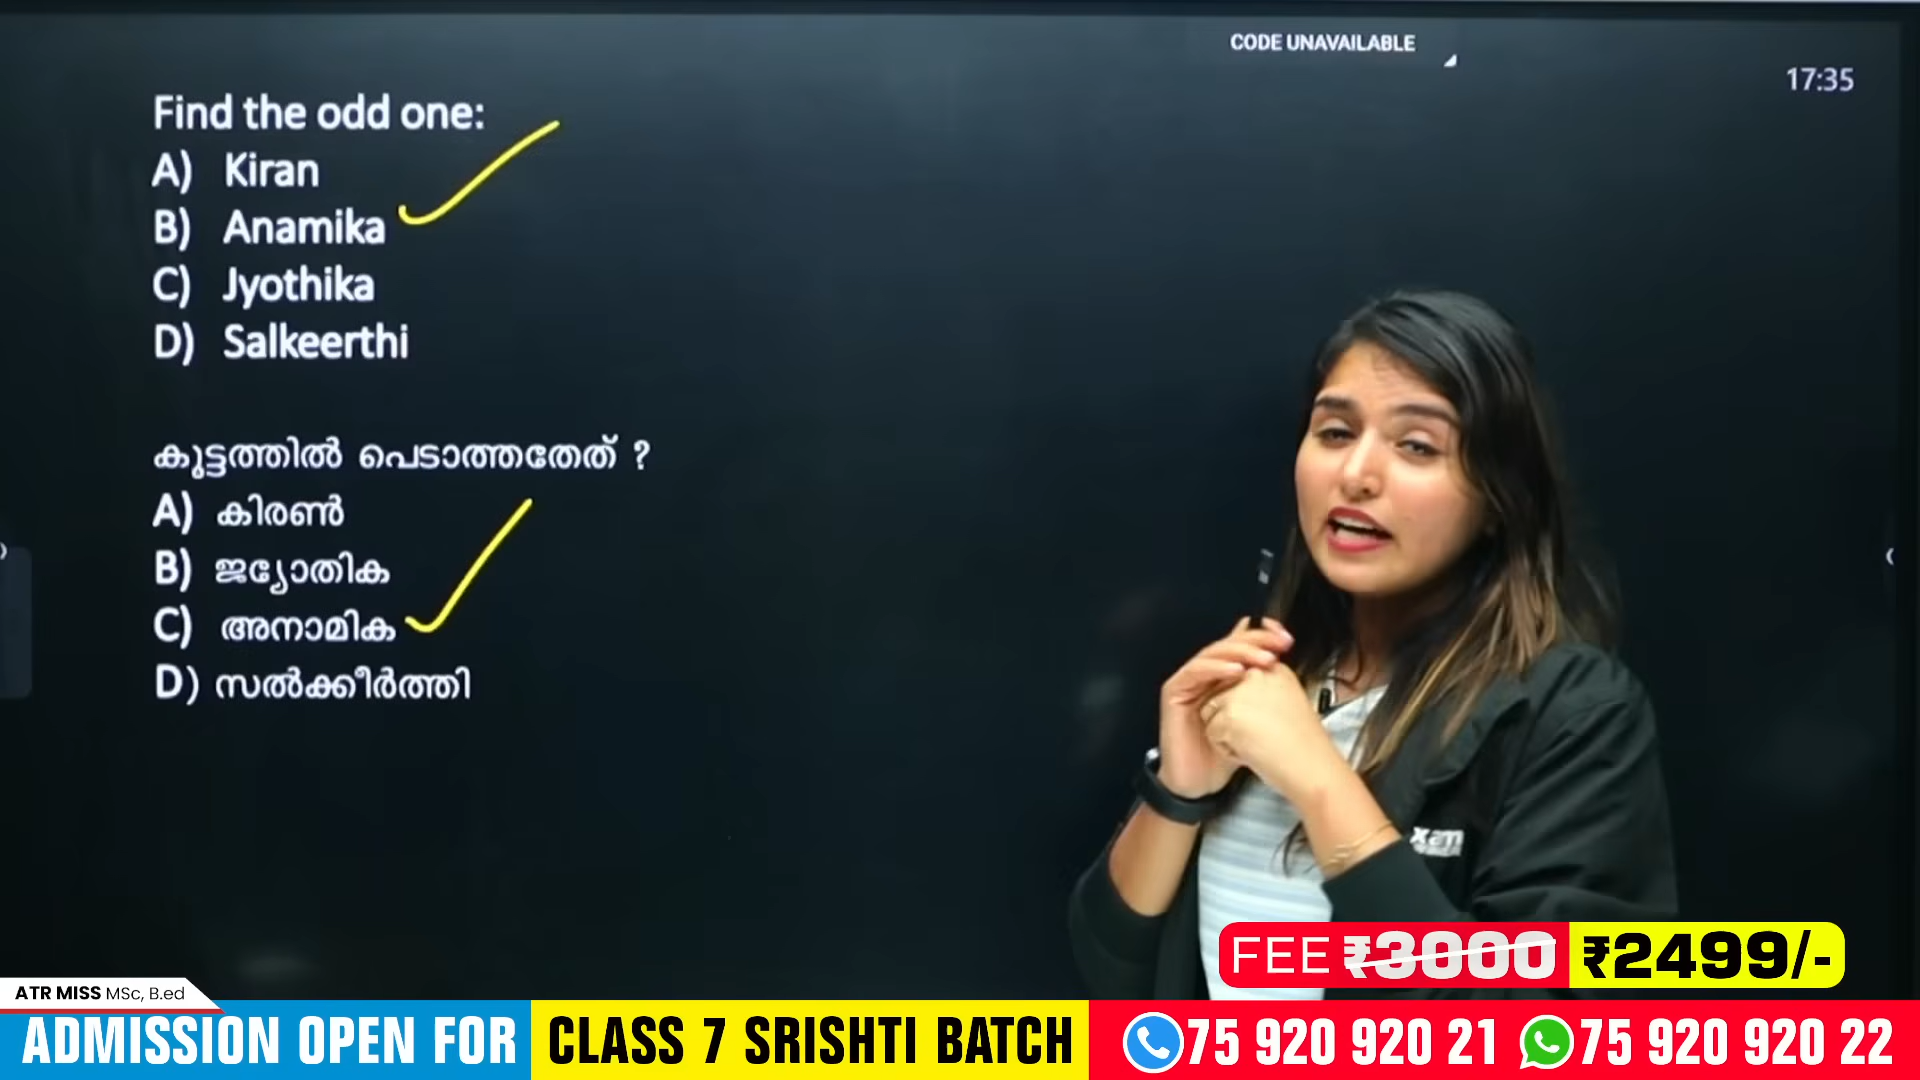 CODE UNAVAILABLE
17:35
Find the odd one:
A) Kiran
B) Anamika
C) Jyothika
D) Salkeerthi
കൂട്ടത്തിൽ പെടാത്തതേത് ?
A) കിരൺ
B) ജ്യോതിക
C) അനാമിക
D) സൽക്കീർത്തി
xam
FEE ₹3000 ₹2499/-
ATR MISS MSc, B.ed
ADMISSION OPEN FOR CLASS 7 SRISHTI BATCH 75 920 920 21 75 920 920 22